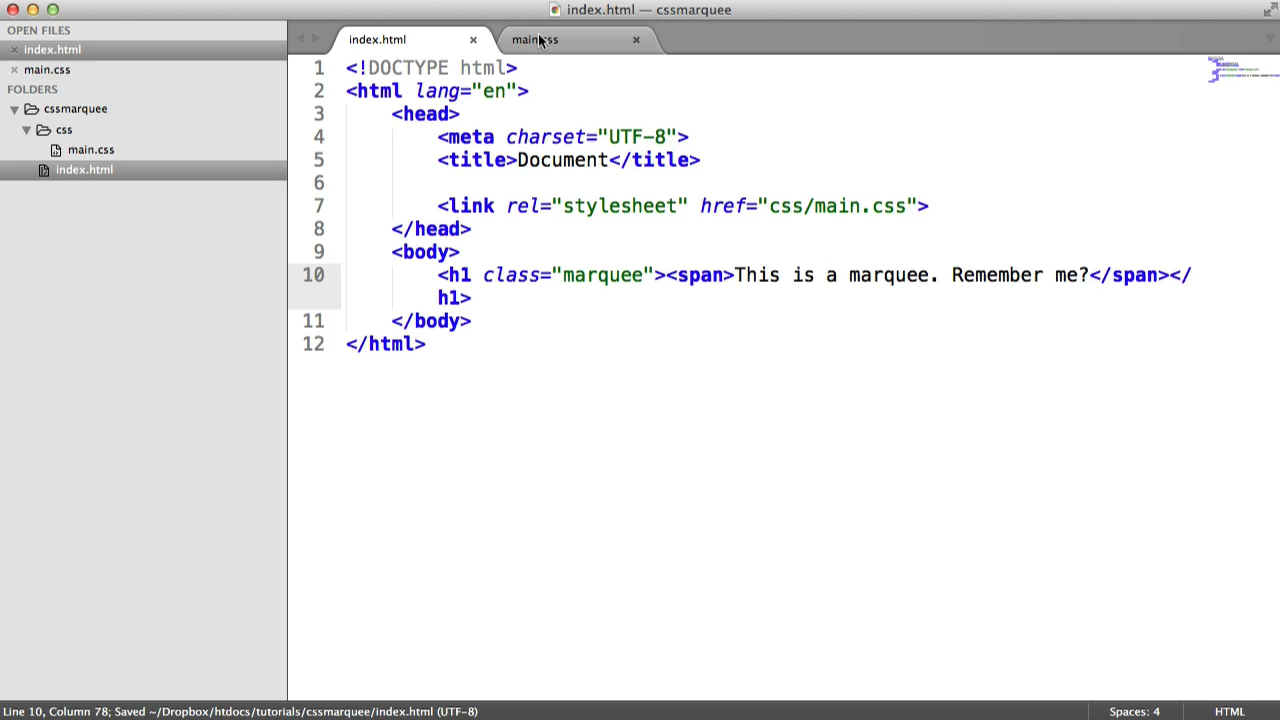 index.html — cssmarquee
OPEN FILES
index.html
main.css
FOLDERS
cssmarquee
css
main.css
index.html
index.html
main.css
1 <!DOCTYPE html>
2 <html lang="en">
3 <head>
4 <meta charset="UTF-8">
5 <title>Document</title>
6
7 <link rel="stylesheet" href="css/main.css">
8 </head>
9 <body>
10 <h1 class="marquee"><span>This is a marquee. Remember me?</span></
h1>
11 </body>
12 </html>
Line 10, Column 78; Saved ~/Dropbox/htdocs/tutorials/cssmarquee/index.html (UTF-8)
Spaces: 4
HTML